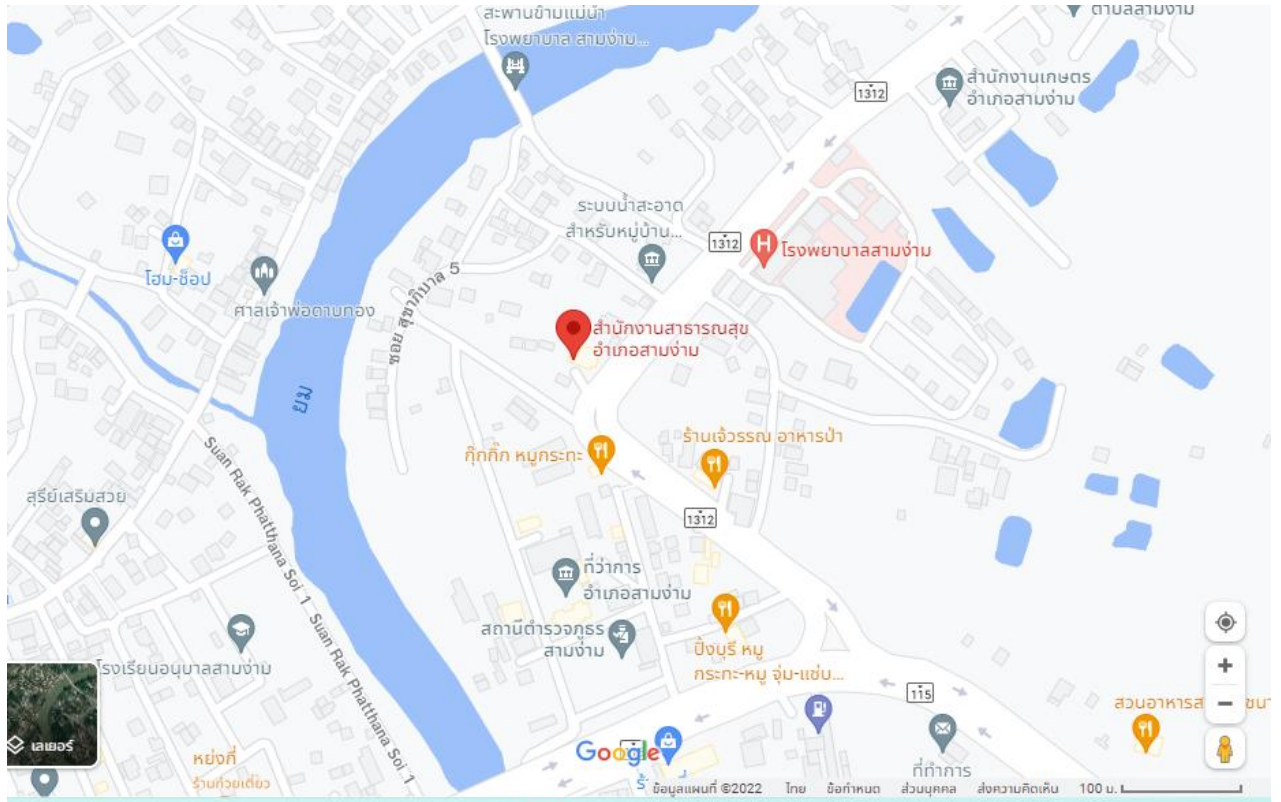 สะพานข้ามแม่น้ำ
โรงพยาบาล สามง่าม...
ตำบลสามง่าม
1312
สำนักงานเกษตร
อำเภอสามง่าม
ระบบน้ำสะอาด
สำหรับหมู่บ้าน...
1312
โรงพยาบาลสามง่าม
โฮม-ช็อป
ศาลเจ้าพ่อดาบทอง
ซอย สุขาภิบาล 5
สำนักงานสาธารณสุข
อำเภอสามง่าม
ยม
กุ๊กกิ๊ก หมูกระทะ
ร้านเจ้วรรณ อาหารป่า
สุรีย์เสริมสวย
Suan Rak Phatthana Soi 1
Suan Rak Phatthana Soi 1
1312
ที่ว่าการ
อำเภอสามง่าม
สถานีตำรวจภูธร
สามง่าม
ปิ้งบุรี หมู
กระทะ-หมู จุ่ม-แซ่บ...
โรงเรียนอนุบาลสามง่าม
115
สวนอาหารส
ชนา
เลเยอร์
หย่งกี่
ร้านก๋วยเตี๋ยว
Google
ที่ทำการ
ข้อมูลแผนที่ ©2022 ไทย ข้อกำหนด ส่วนบุคคล ส่งความคิดเห็น 100 ม.